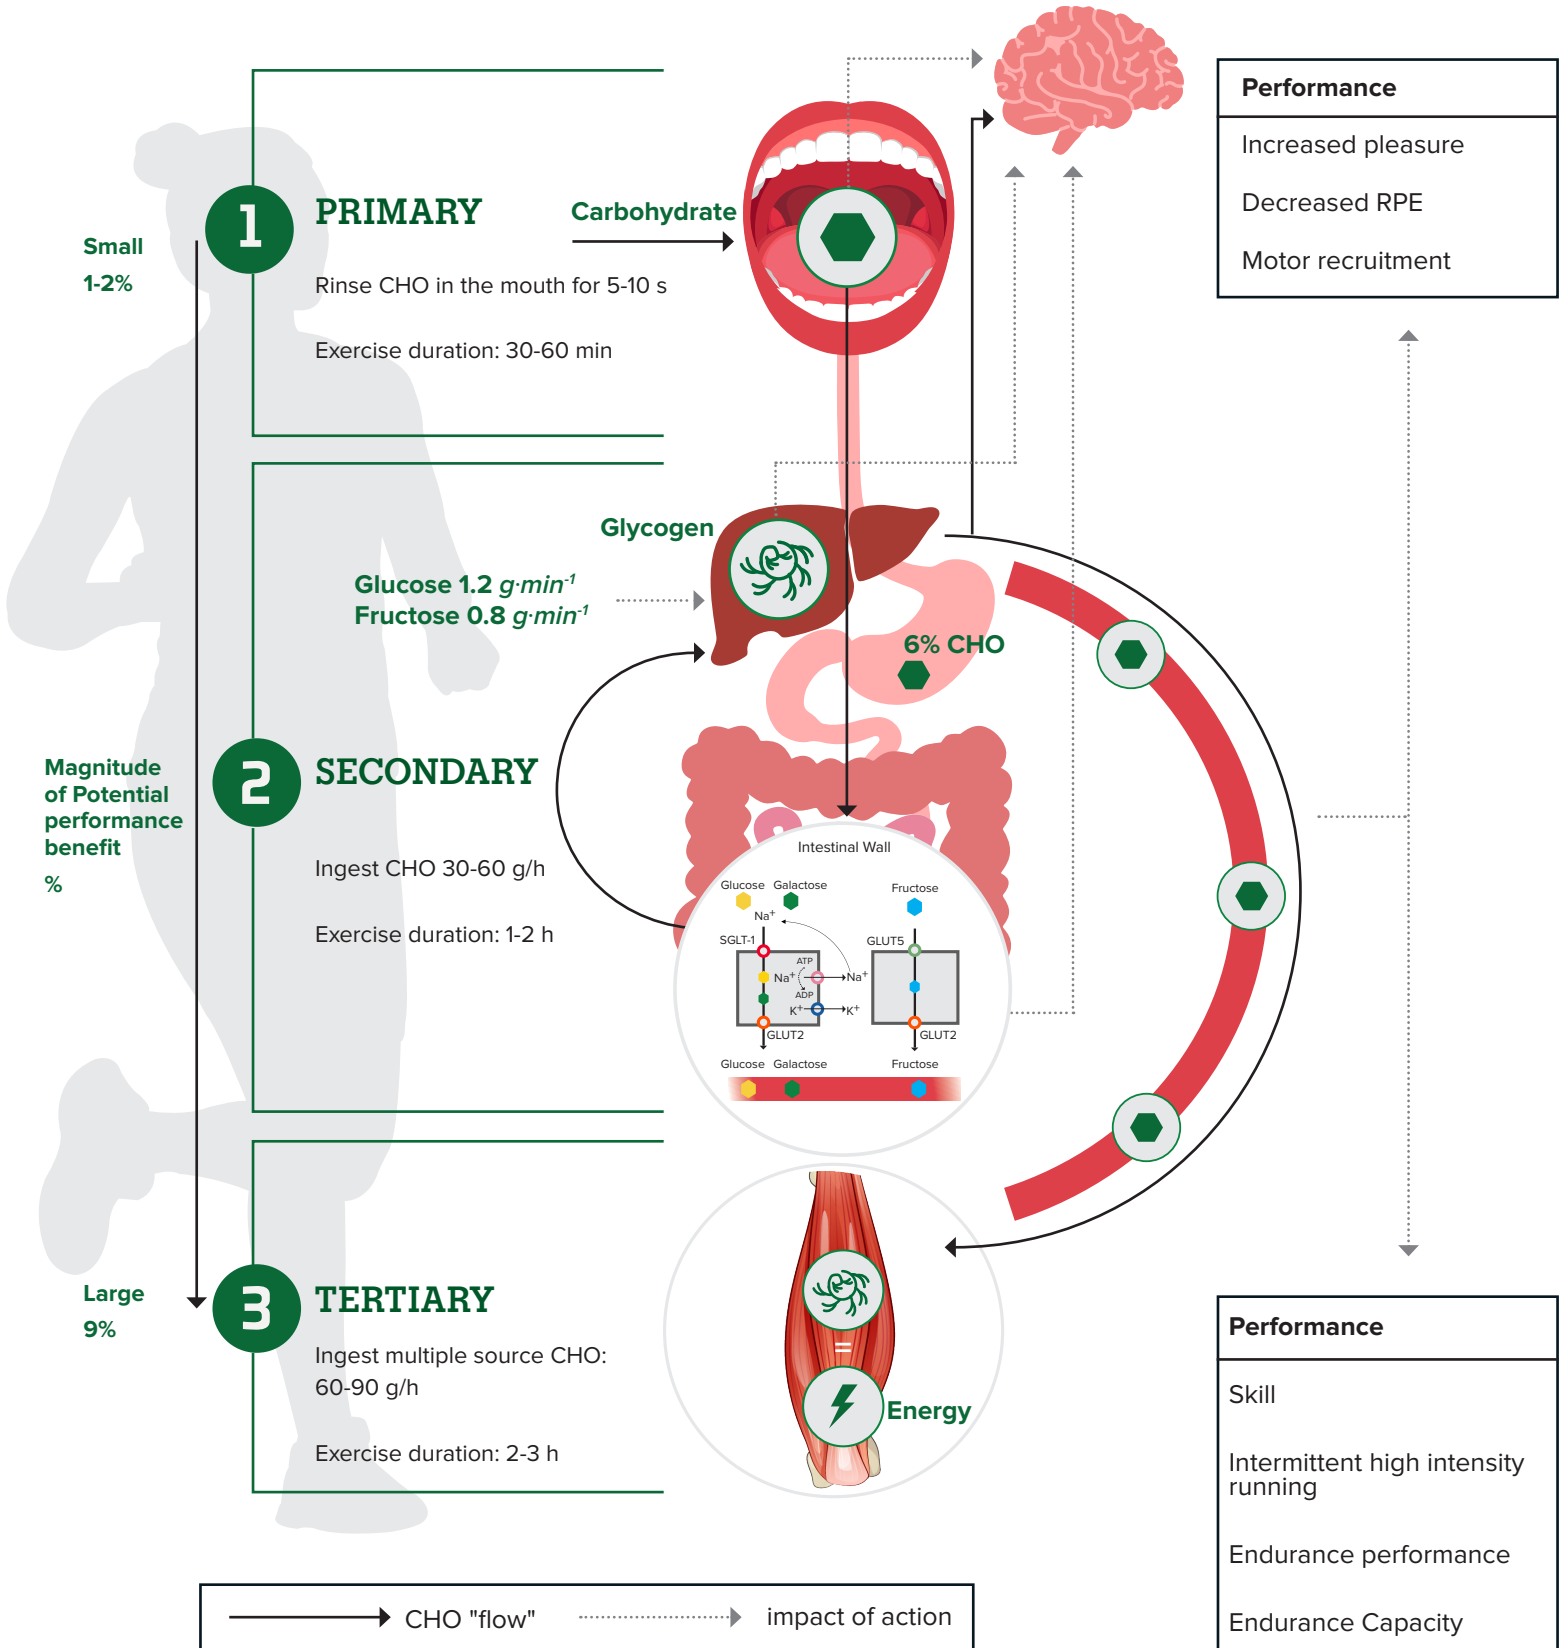 Performance
Increased pleasure
Decreased RPE
Motor recruitment
1
PRIMARY
Carbohydrate
Small
1-2%
Rinse CHO in the mouth for 5-10 s
Exercise duration: 30-60 min
Glycogen
Glucose 1.2 g·min⁻¹
Fructose 0.8 g·min⁻¹
6% CHO
2
SECONDARY
Magnitude
of Potential
performance
benefit
%
Ingest CHO 30-60 g/h
Exercise duration: 1-2 h
Intestinal Wall
Glucose Galactose
Fructose
Na⁺
SGLT-1
GLUT5
ATP
Na⁺
Na⁺
ADP
K⁺
K⁺
GLUT2
GLUT2
Glucose Galactose
Fructose
3
TERTIARY
Large
9%
Ingest multiple source CHO:
60-90 g/h
Exercise duration: 2-3 h
=
Energy
Performance
Skill
Intermittent high intensity
running
Endurance performance
Endurance Capacity
CHO "flow"
impact of action